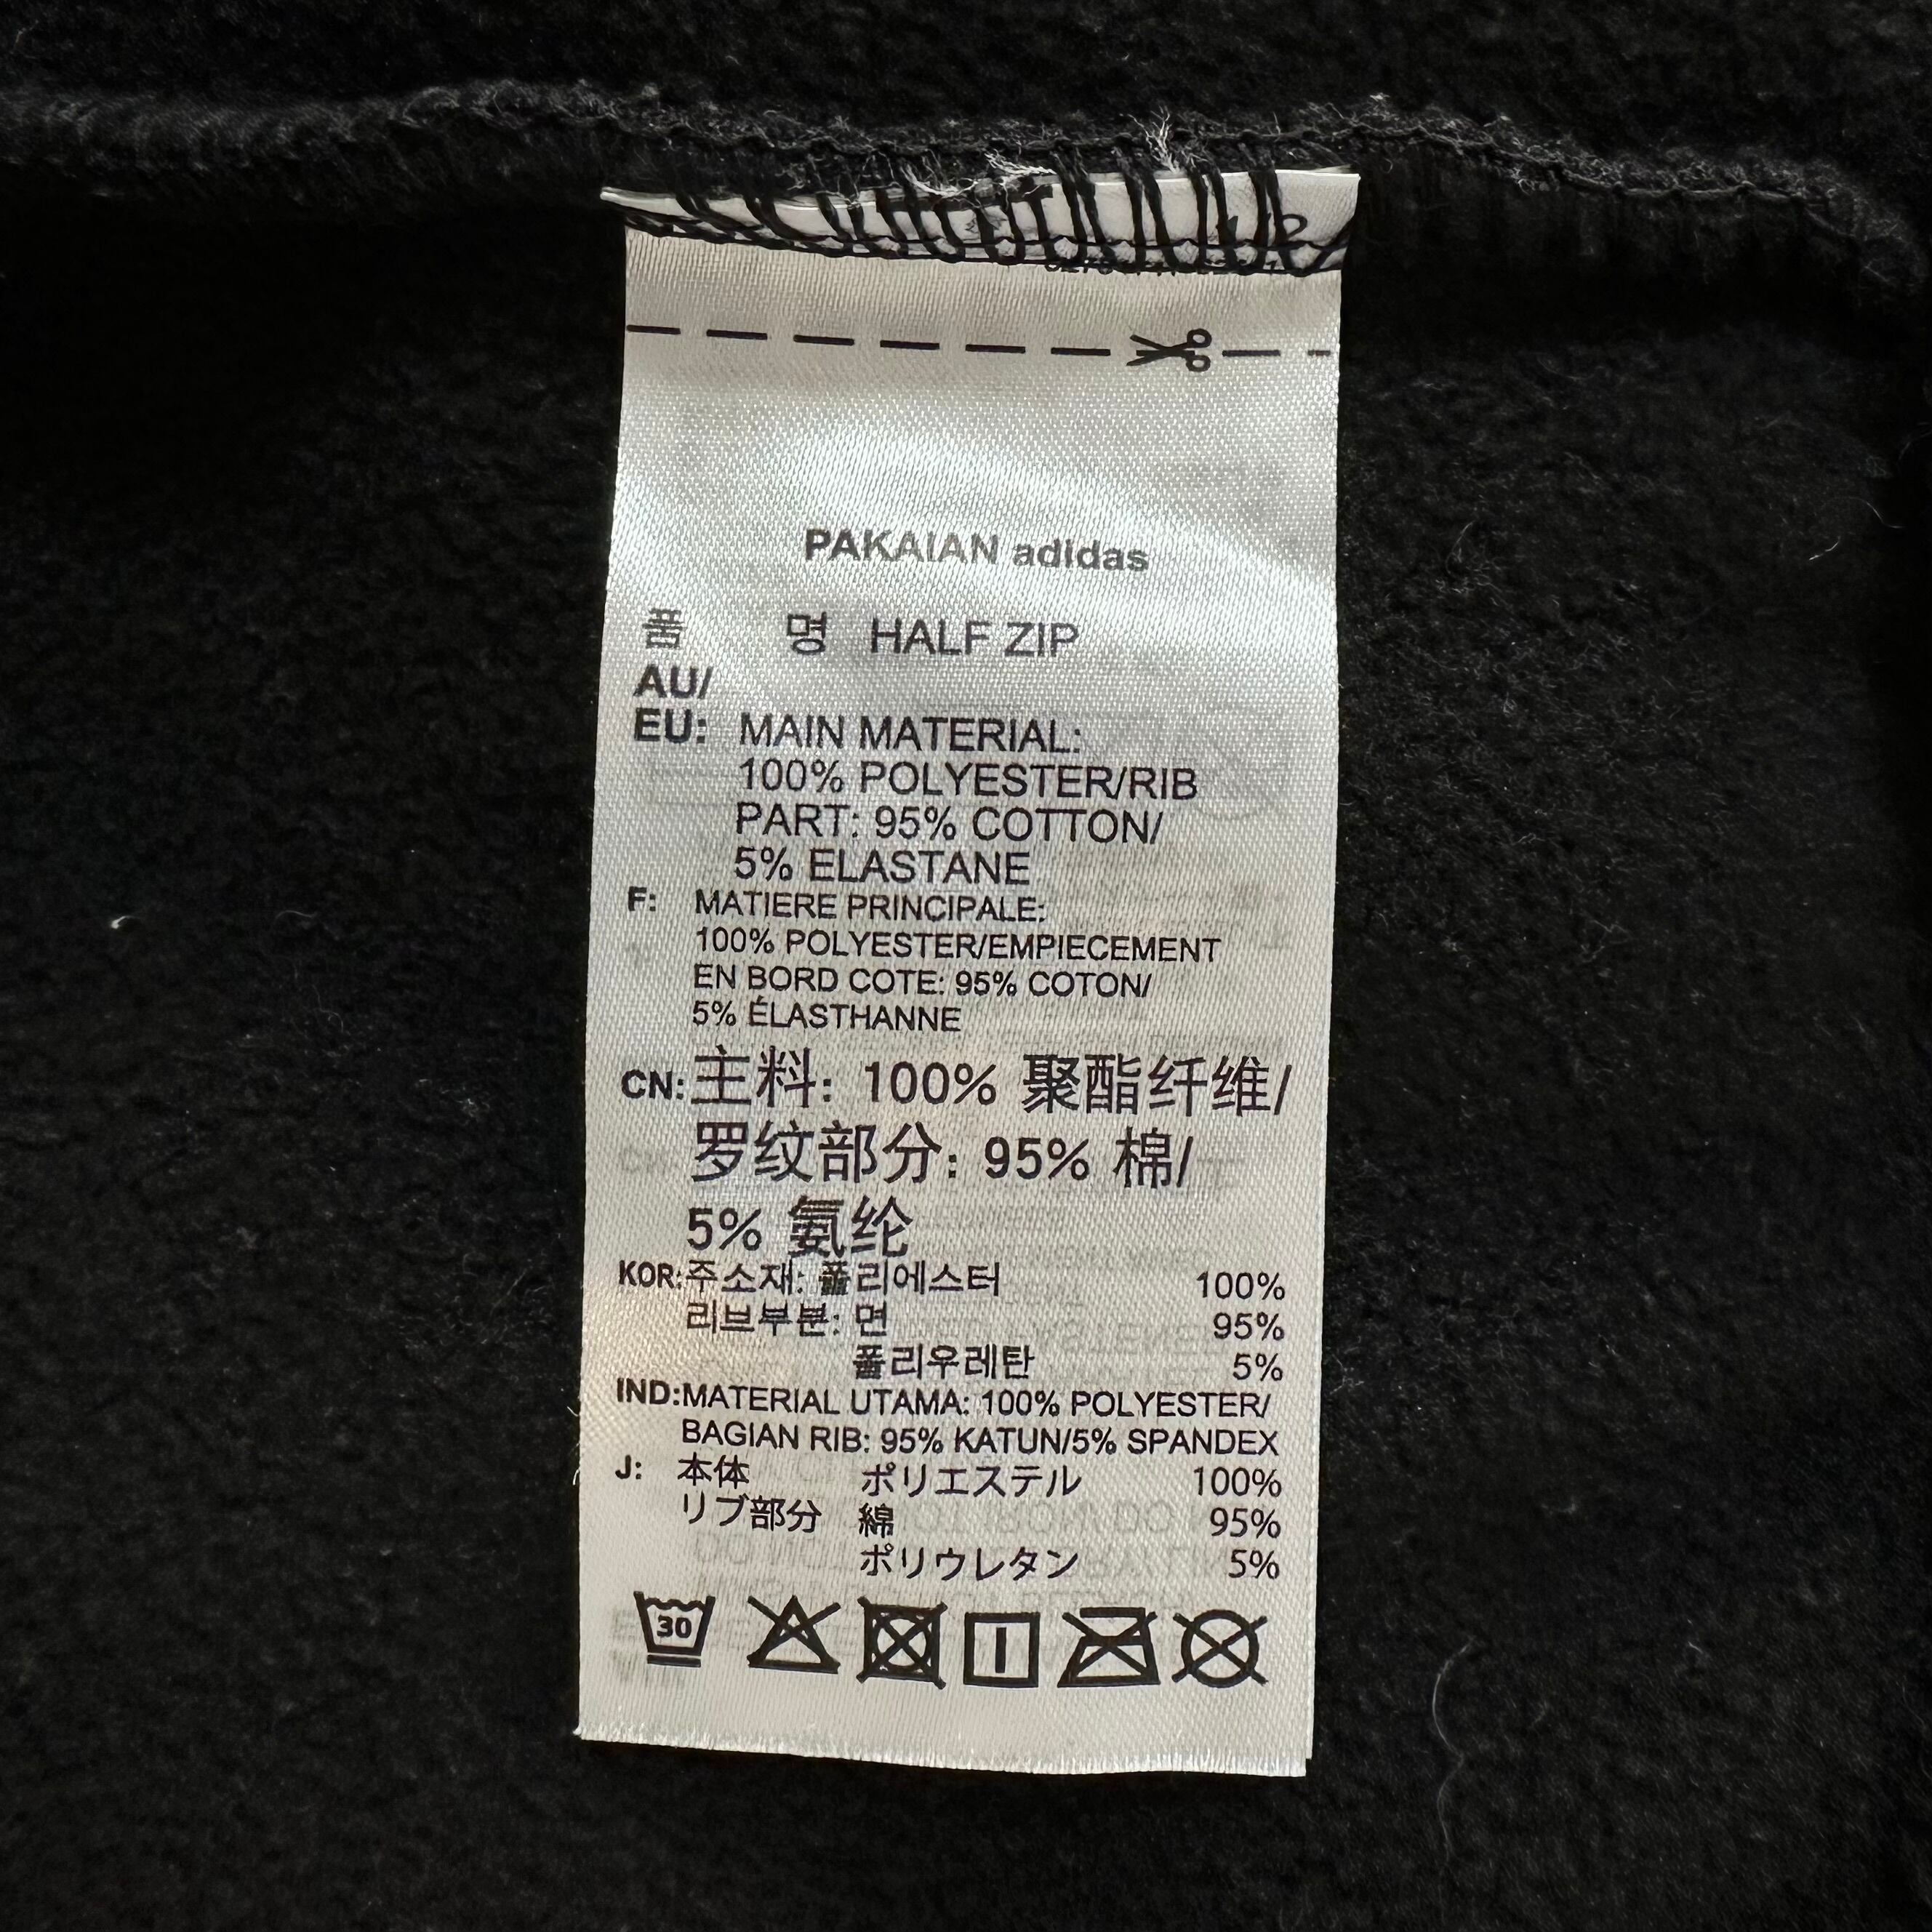 PAKAIAN adidas
품 명 HALF ZIP
AU/
EU: MAIN MATERIAL:
100% POLYESTER/RIB
PART: 95% COTTON/
5% ELASTANE
F: MATIERE PRINCIPALE:
100% POLYESTER/EMPIECEMENT
EN BORD COTE: 95% COTON/
5% ÉLASTHANNE
CN: 主料: 100% 聚酯纤维/
罗纹部分: 95% 棉/
5% 氨纶
KOR: 주소재: 폴리에스터 100%
리브부분: 면 95%
폴리우레탄 5%
IND: MATERIAL UTAMA: 100% POLYESTER/
BAGIAN RIB: 95% KATUN/5% SPANDEX
J: 本体 ポリエステル 100%
リブ部分 綿 95%
ポリウレタン 5%
30